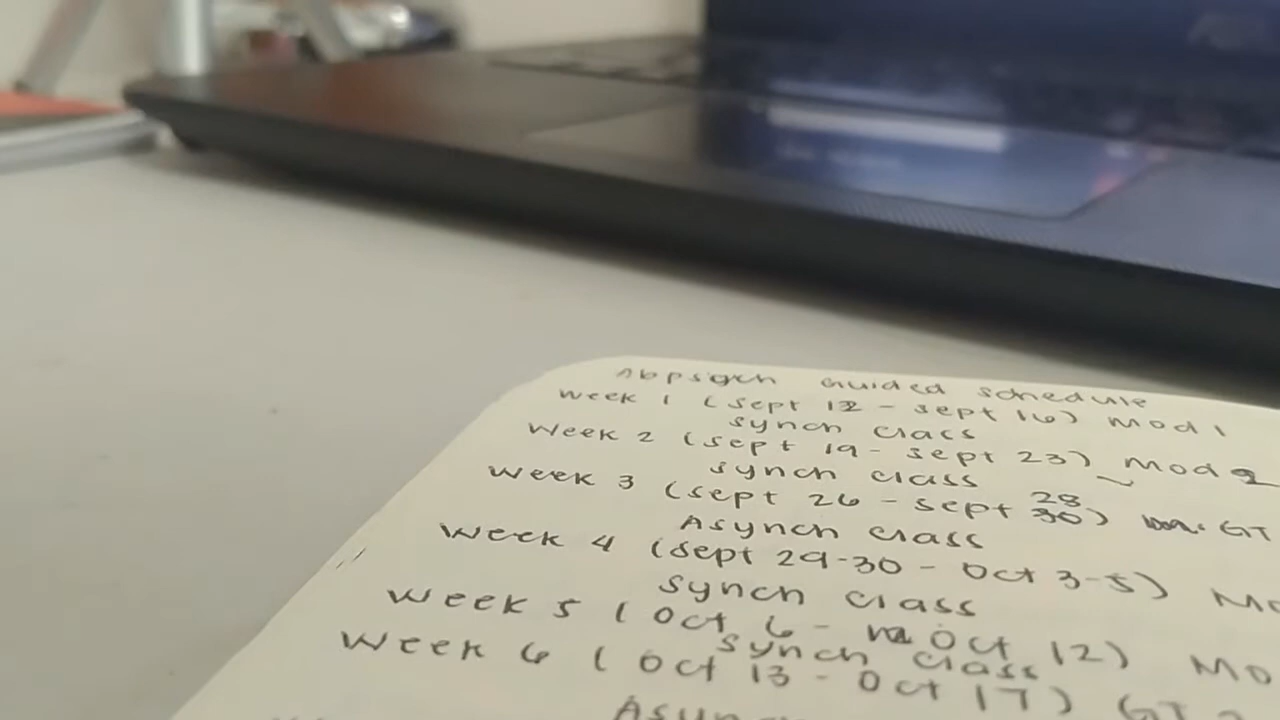 Abpsych Guided schedule
Week 1 (Sept 12 - Sept 16) Mod 1
synch class
Week 2 (Sept 19 - Sept 23) Mod 2
synch class
Week 3 (Sept 26 - Sept 28) GT
Asynch class
Week 4 (Sept 29-30 - Oct 3-5)
synch class
Week 5 (Oct 6 - Oct 12)
synch class
Week 6 (Oct 13 - Oct 17) GT